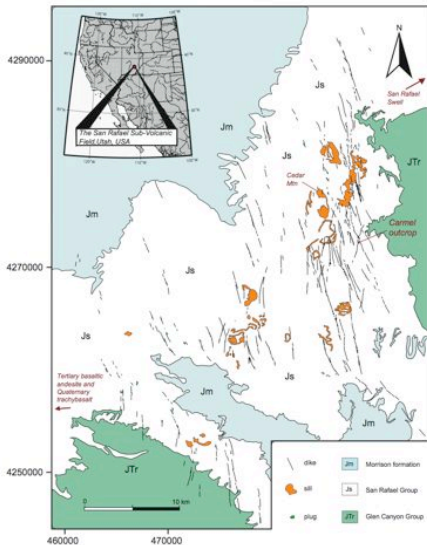 4290000
4270000
4250000
460000
470000
The San Rafael Sub-Volcanic
Field,Utah, USA
N
San Rafael
Swell
Js
Jm
Js
JTr
Cedar
Mtn
Carmel
outcrop
Jm
Js
Js
Js
Tertiary basaltic
andesite and
Quaternary
trachybasalt
Jm
Jm
JTr
0
10 km
dike
sill
plug
Jm
Morrison formation
Js
San Rafael Group
JTr
Glen Canyon Group